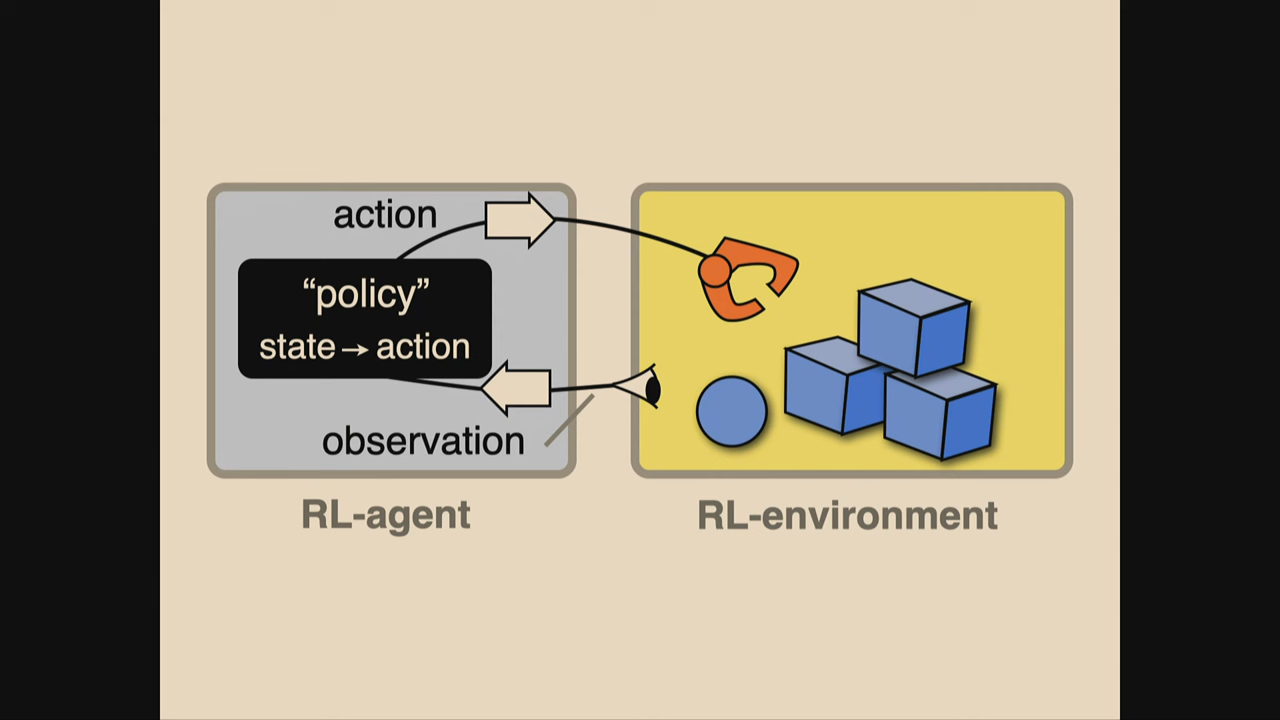 action
“policy”
state → action
observation
RL-agent
RL-environment